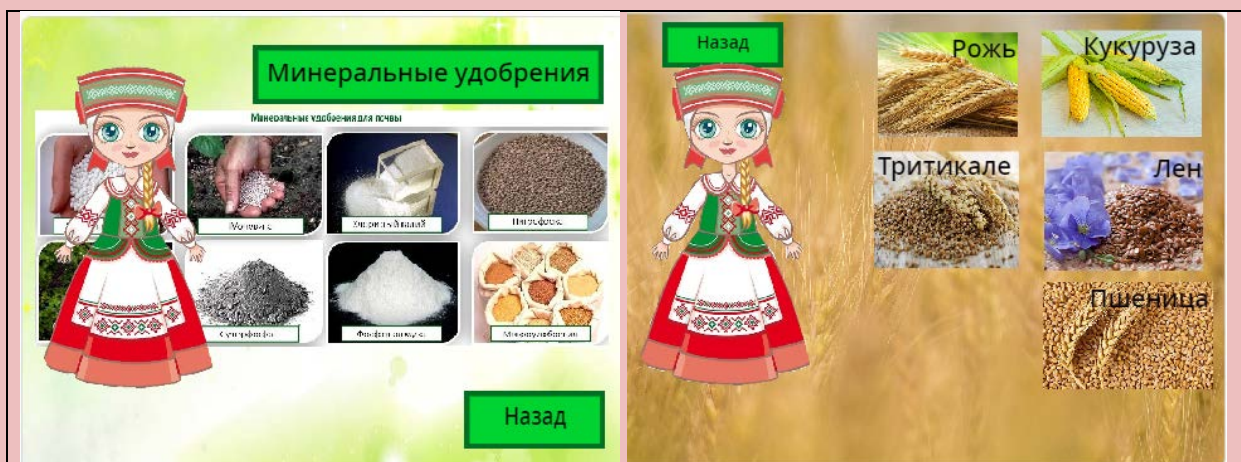 Минеральные удобрения
Минеральные удобрения для почвы
Мочевина
Хлористый калий
Нитрофоска
Суперфосфат
Фосфоритная мука
Микроудобрения
Назад
Назад
Рожь
Кукуруза
Тритикале
Лен
Пшеница